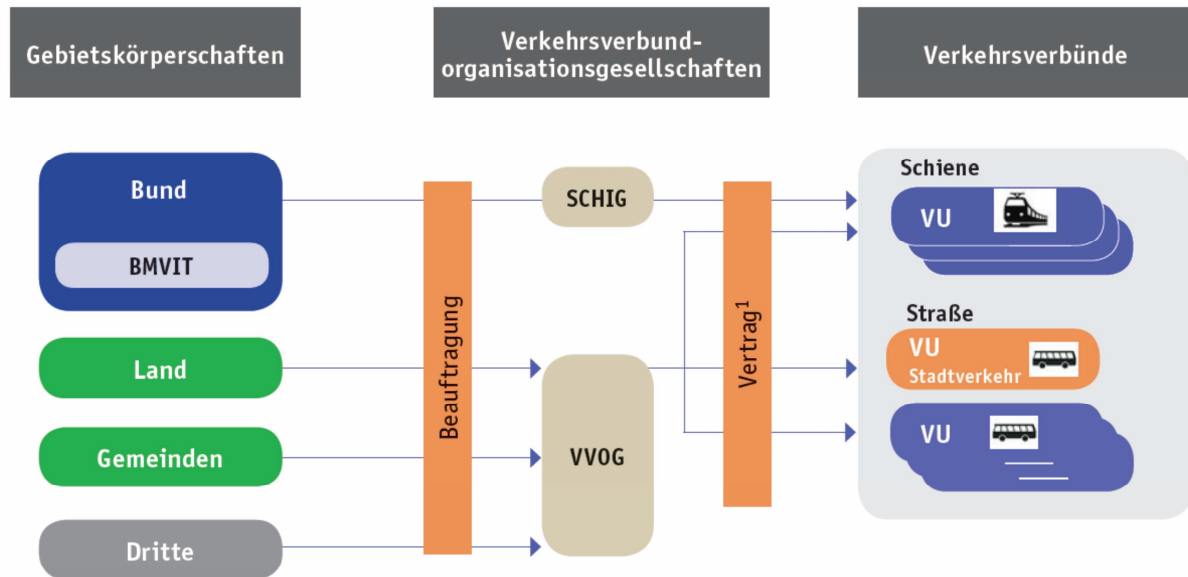 Gebietskörperschaften
Verkehrsverbund-
organisationsgesellschaften
Verkehrsverbünde
Bund
BMVIT
Land
Gemeinden
Dritte
Beauftragung
SCHIG
VVOG
Vertrag¹
Schiene
VU
Straße
VU
Stadtverkehr
VU